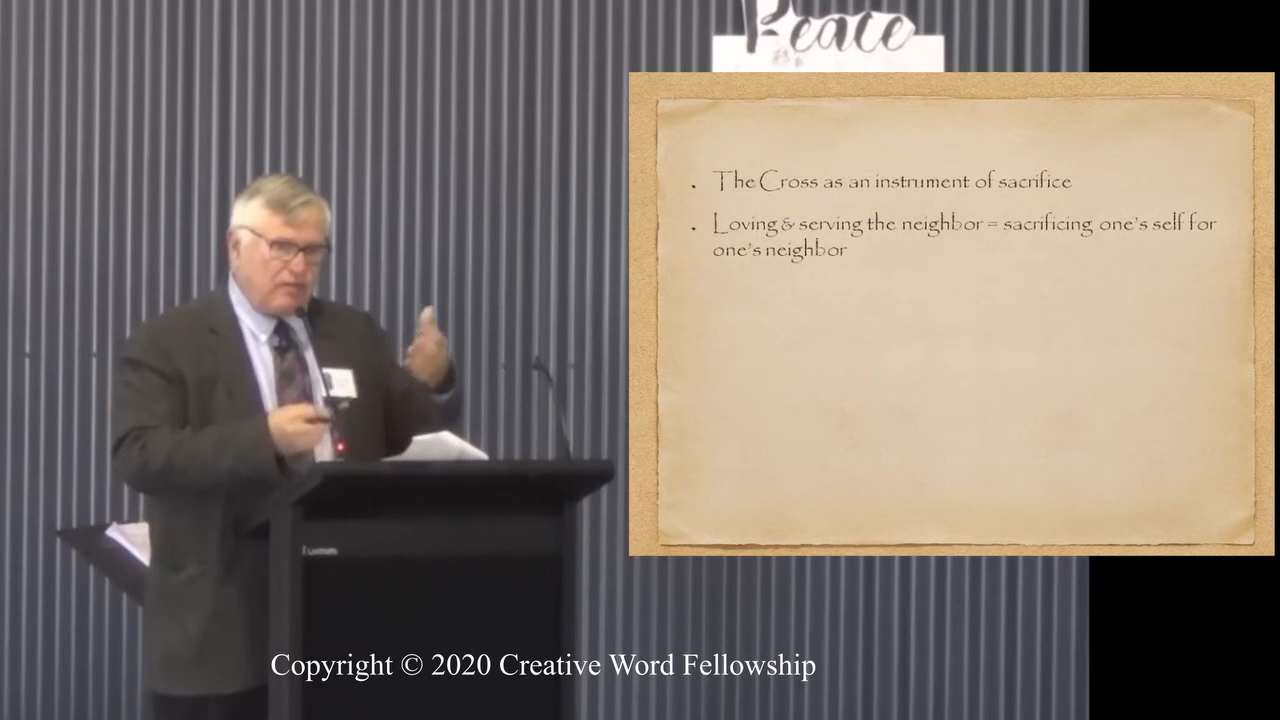 Peace
• The Cross as an instrument of sacrifice
• Loving & serving the neighbor = sacrificing one's self for
one's neighbor
Copyright © 2020 Creative Word Fellowship